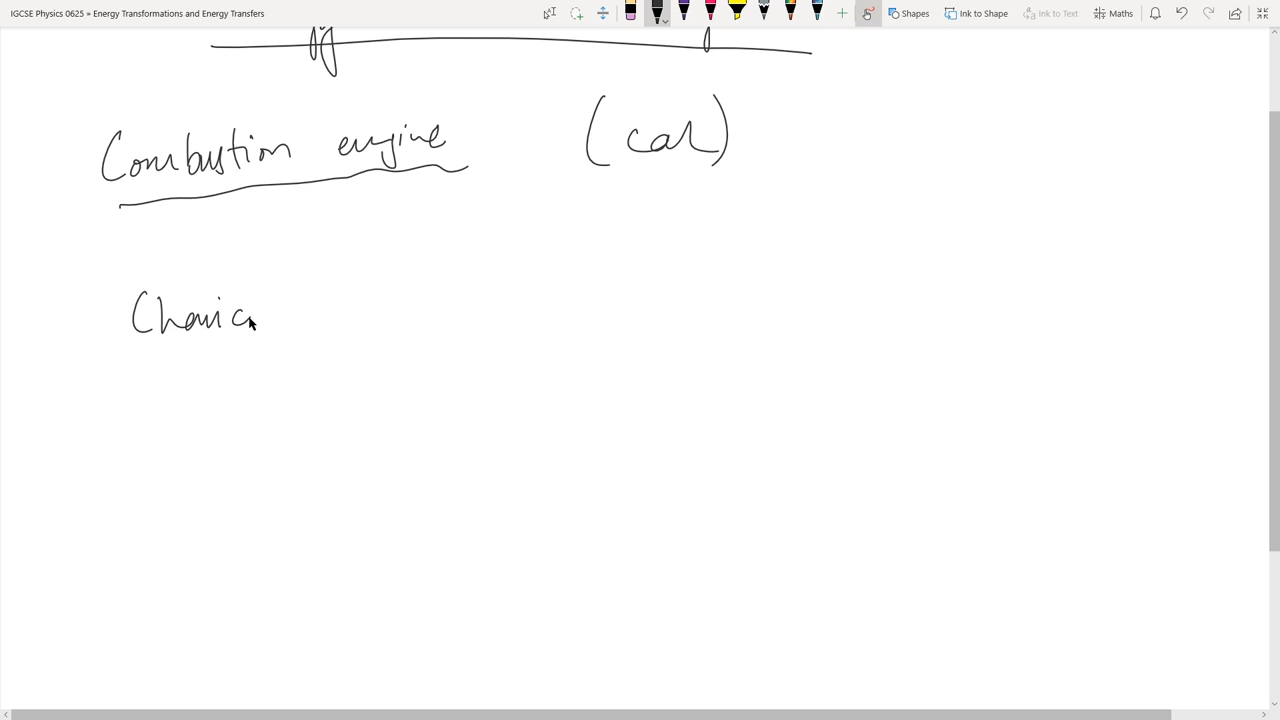 IGCSE Physics 0625 » Energy Transformation and Energy Transfers
Shapes Ink to Shape Ink to Text Maths
Combustion engine (car)
Chemic